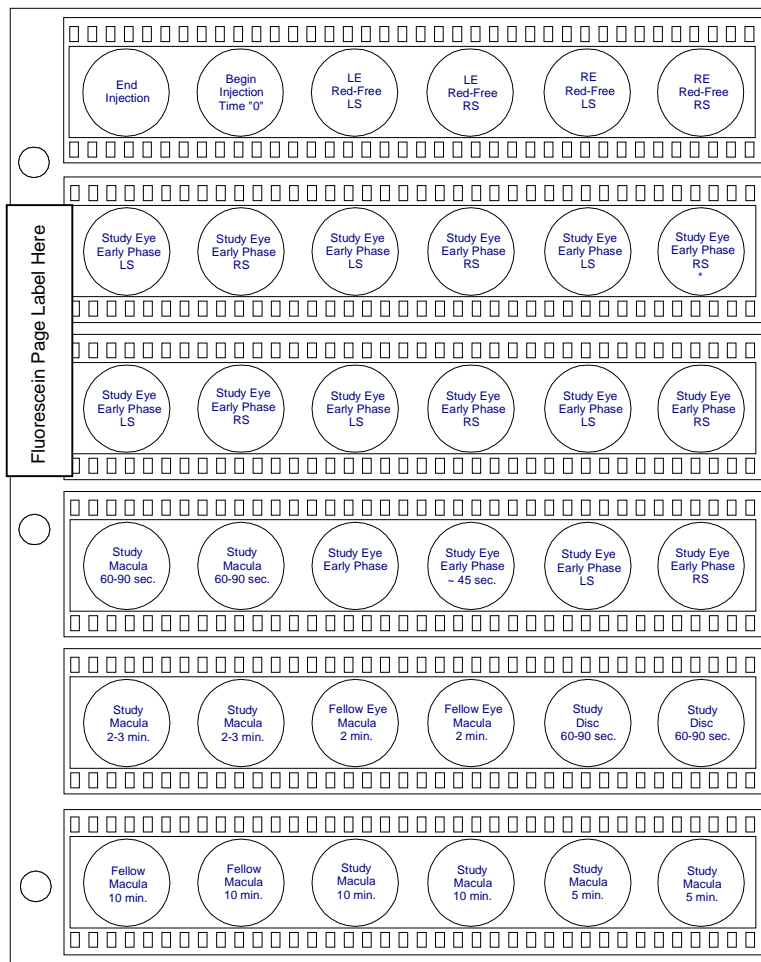 End
Injection
Begin
Injection
Time "0"
LE
Red-Free
LS
LE
Red-Free
RS
RE
Red-Free
LS
RE
Red-Free
RS
Fluorescein Page Label Here
Study Eye
Early Phase
LS
Study Eye
Early Phase
RS
Study Eye
Early Phase
LS
Study Eye
Early Phase
RS
Study Eye
Early Phase
LS
Study Eye
Early Phase
RS
*
Study Eye
Early Phase
LS
Study Eye
Early Phase
RS
Study Eye
Early Phase
LS
Study Eye
Early Phase
RS
Study Eye
Early Phase
LS
Study Eye
Early Phase
RS
Study
Macula
60-90 sec.
Study
Macula
60-90 sec.
Study Eye
Early Phase
Study Eye
Early Phase
~ 45 sec.
Study Eye
Early Phase
LS
Study Eye
Early Phase
RS
Study
Macula
2-3 min.
Study
Macula
2-3 min.
Fellow Eye
Macula
2 min.
Fellow Eye
Macula
2 min.
Study
Disc
60-90 sec.
Study
Disc
60-90 sec.
Fellow
Macula
10 min.
Fellow
Macula
10 min.
Study
Macula
10 min.
Study
Macula
10 min.
Study
Macula
5 min.
Study
Macula
5 min.